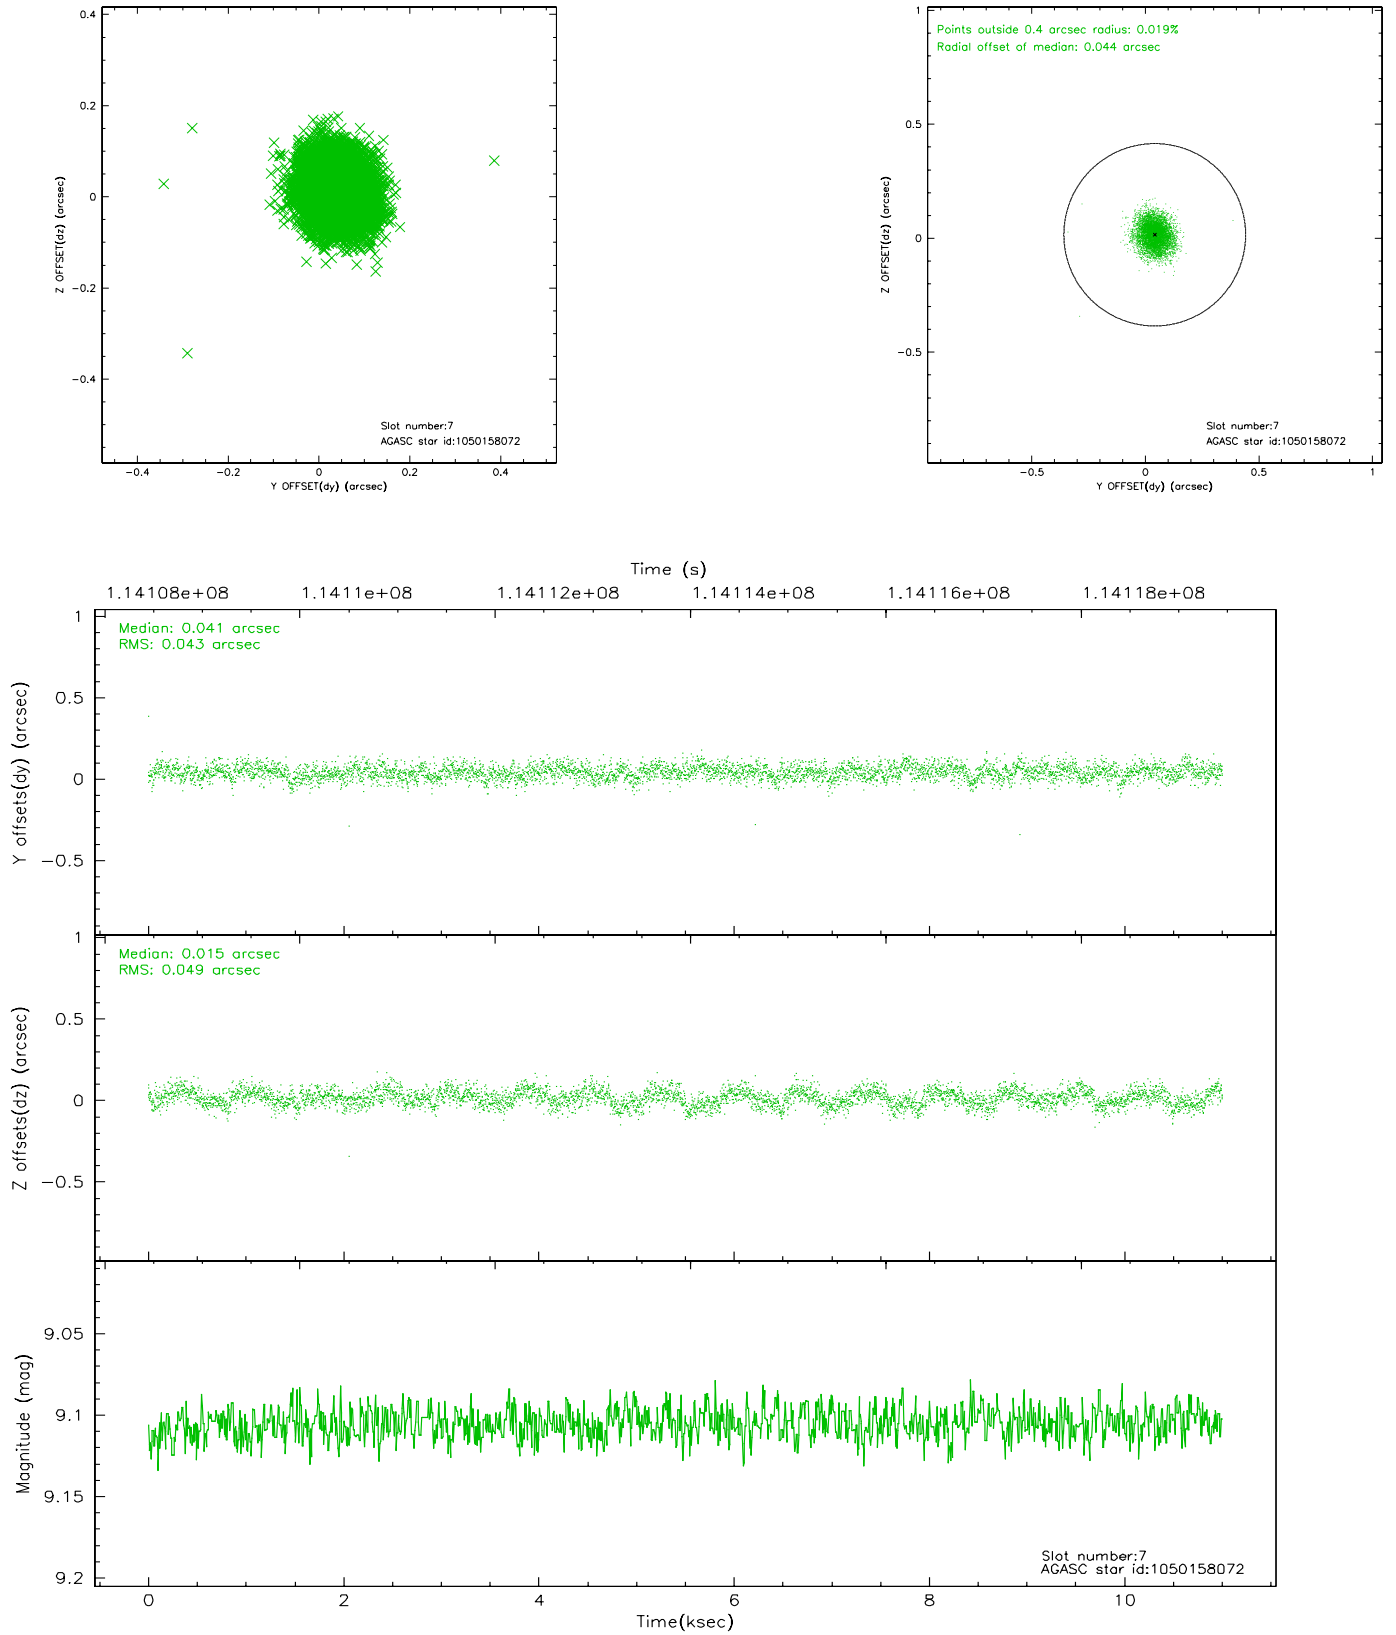 0.4
0.2
0
−0.2
−0.4
Z OFFSET(dz) (arcsec)
Slot number:7
AGASC star id:1050158072
−0.4 −0.2 0 0.2 0.4
Y OFFSET(dy) (arcsec)
Points outside 0.4 arcsec radius: 0.019%
Radial offset of median: 0.044 arcsec
1
0.5
0
−0.5
Z OFFSET(dz) (arcsec)
Slot number:7
AGASC star id:1050158072
−0.5 0 0.5 1
Y OFFSET(dy) (arcsec)
Time (s)
1.14108e+08 1.1411e+08 1.14112e+08 1.14114e+08 1.14116e+08 1.14118e+08
Median: 0.041 arcsec
RMS: 0.043 arcsec
1
0.5
0
−0.5
Y offsets(dy) (arcsec)
Median: 0.015 arcsec
RMS: 0.049 arcsec
1
0.5
0
−0.5
Z offsets(dz) (arcsec)
9.05
9.1
9.15
9.2
Magnitude (mag)
Slot number:7
AGASC star id:1050158072
0 2 4 6 8 10
Time(ksec)